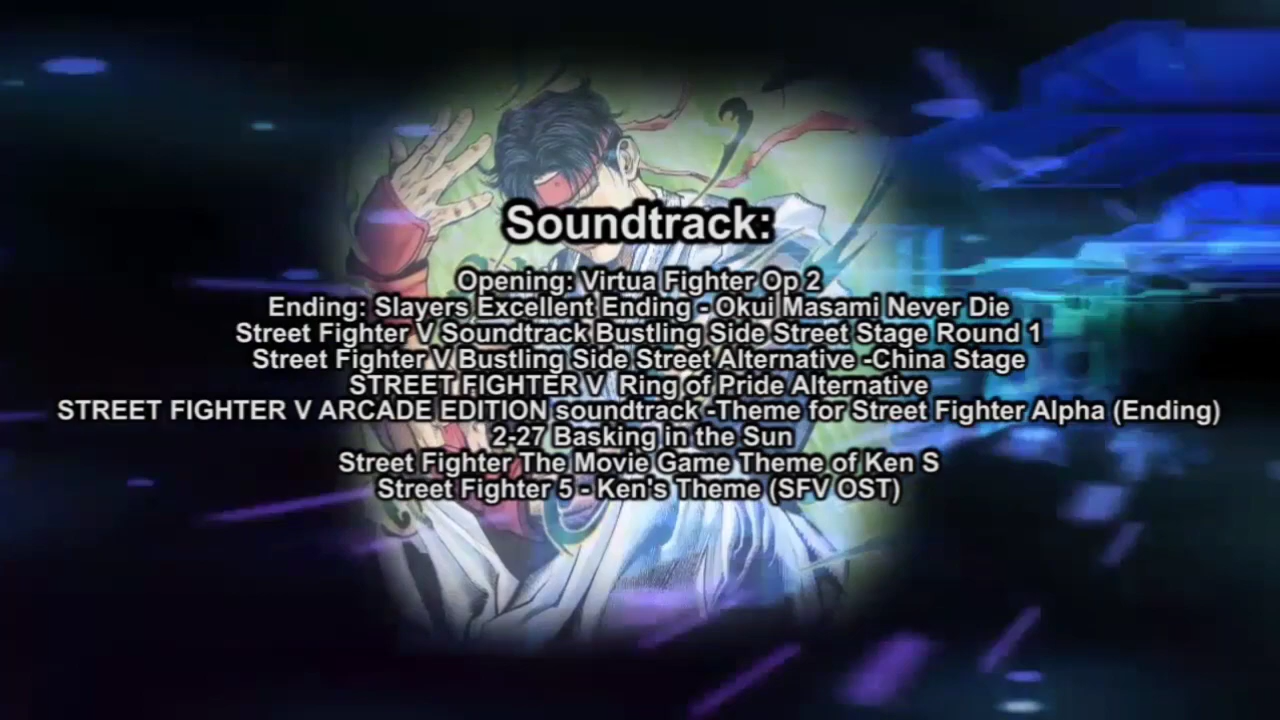 Soundtrack:
Opening: Virtua Fighter Op 2
Ending: Slayers Excellent Ending - Okui Masami Never Die
Street Fighter V Soundtrack Bustling Side Street Stage Round 1
Street Fighter V Bustling Side Street Alternative -China Stage
STREET FIGHTER V  Ring of Pride Alternative
STREET FIGHTER V ARCADE EDITION soundtrack -Theme for Street Fighter Alpha (Ending)
2-27 Basking in the Sun
Street Fighter The Movie Game Theme of Ken S
Street Fighter 5 - Ken's Theme (SFV OST)